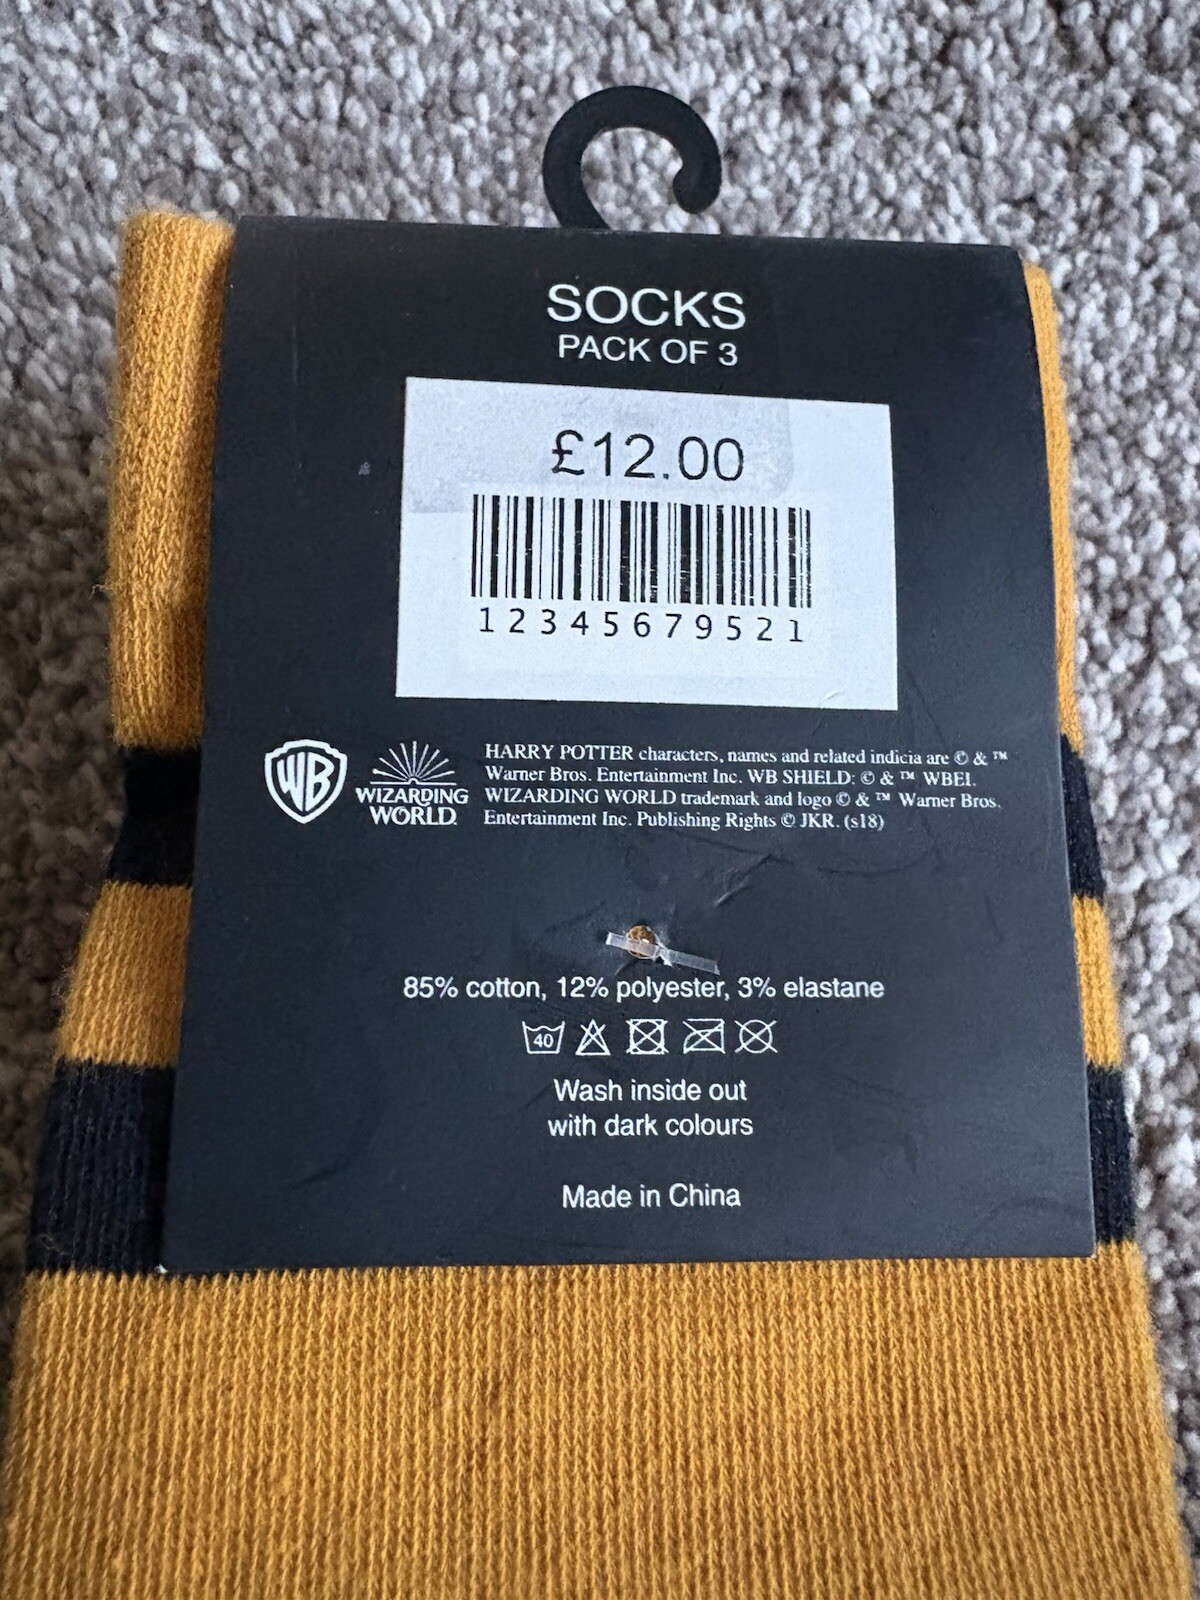 SOCKS
PACK OF 3
£12.00
12345679521
WB
WIZARDING
WORLD
HARRY POTTER characters, names and related indicia are © & ™
Warner Bros. Entertainment Inc. WB SHIELD: © & ™ WBEI.
WIZARDING WORLD trademark and logo © & ™ Warner Bros.
Entertainment Inc. Publishing Rights © JKR. (s18)
85% cotton, 12% polyester, 3% elastane
40
Wash inside out
with dark colours
Made in China